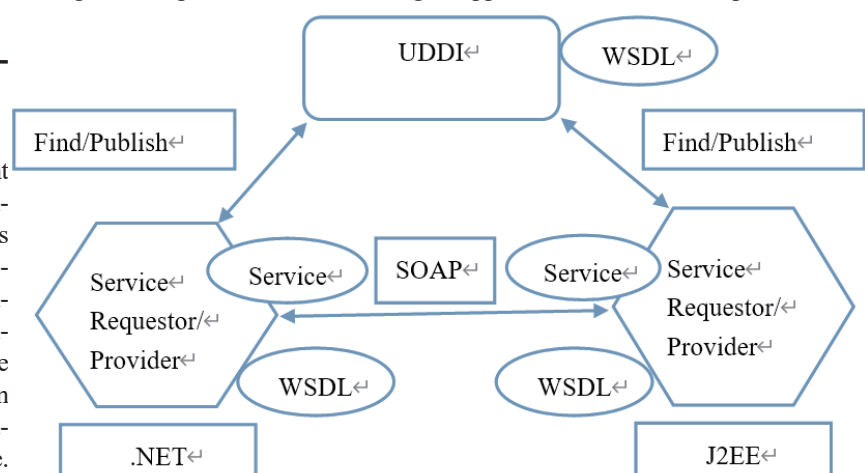 UDDI↵
WSDL↵
Find/Publish↵
Find/Publish↵
Service↵
Requestor/↵
Provider↵
Service↵
SOAP↵
Service↵
Service↵
Requestor/↵
Provider↵
WSDL↵
WSDL↵
.NET↵
J2EE↵